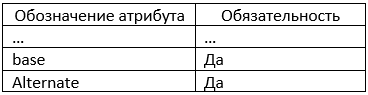 Обозначение атрибута Обязательность
... ...
base Да
Alternate Да